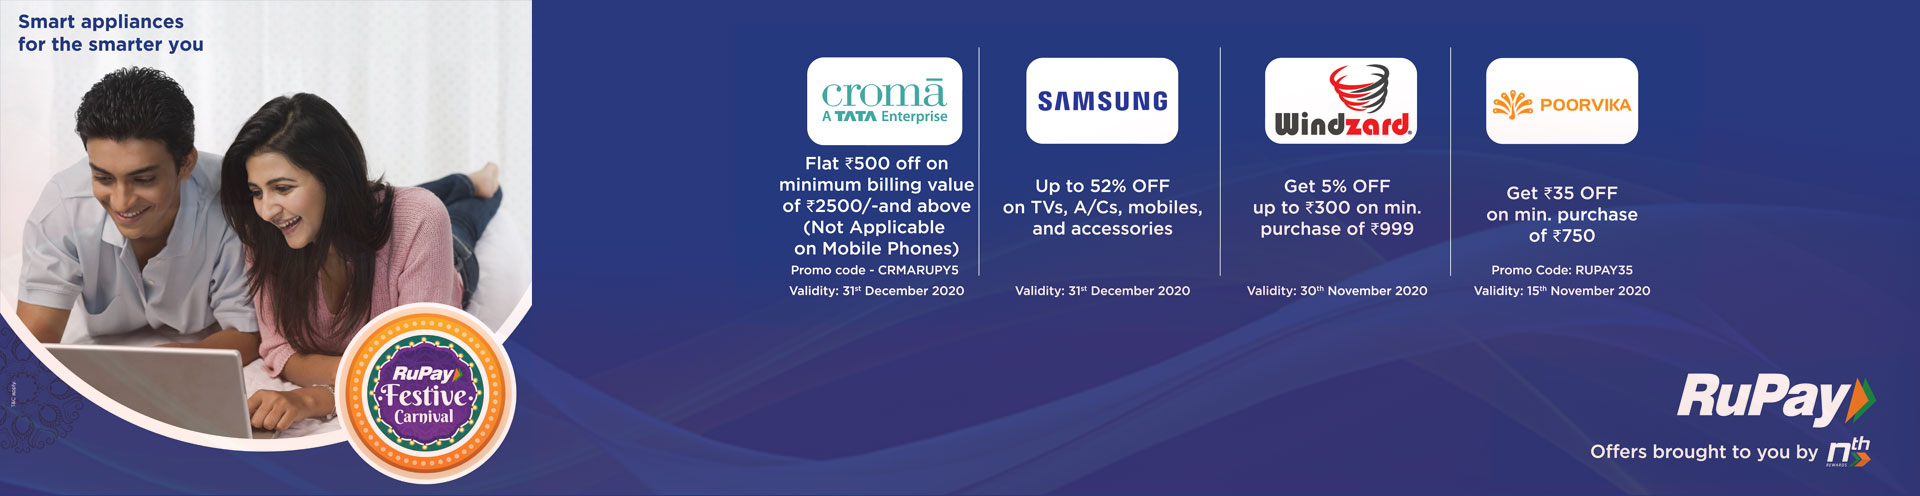 Smart appliances
for the smarter you
T&C apply
RuPay
Festive
Carnival
cromā
A TATA Enterprise
Flat ₹500 off on
minimum billing value
of ₹2500/-and above
(Not Applicable
on Mobile Phones)
Promo code - CRMARUPY5
Validity: 31st December 2020
SAMSUNG
Up to 52% OFF
on TVs, A/Cs, mobiles,
and accessories
Validity: 31st December 2020
Windzard
Get 5% OFF
up to ₹300 on min.
purchase of ₹999
Validity: 30th November 2020
POORVIKA
Get ₹35 OFF
on min. purchase
of ₹750
Promo Code: RUPAY35
Validity: 15th November 2020
RuPay
Offers brought to you by nth
REWARDS